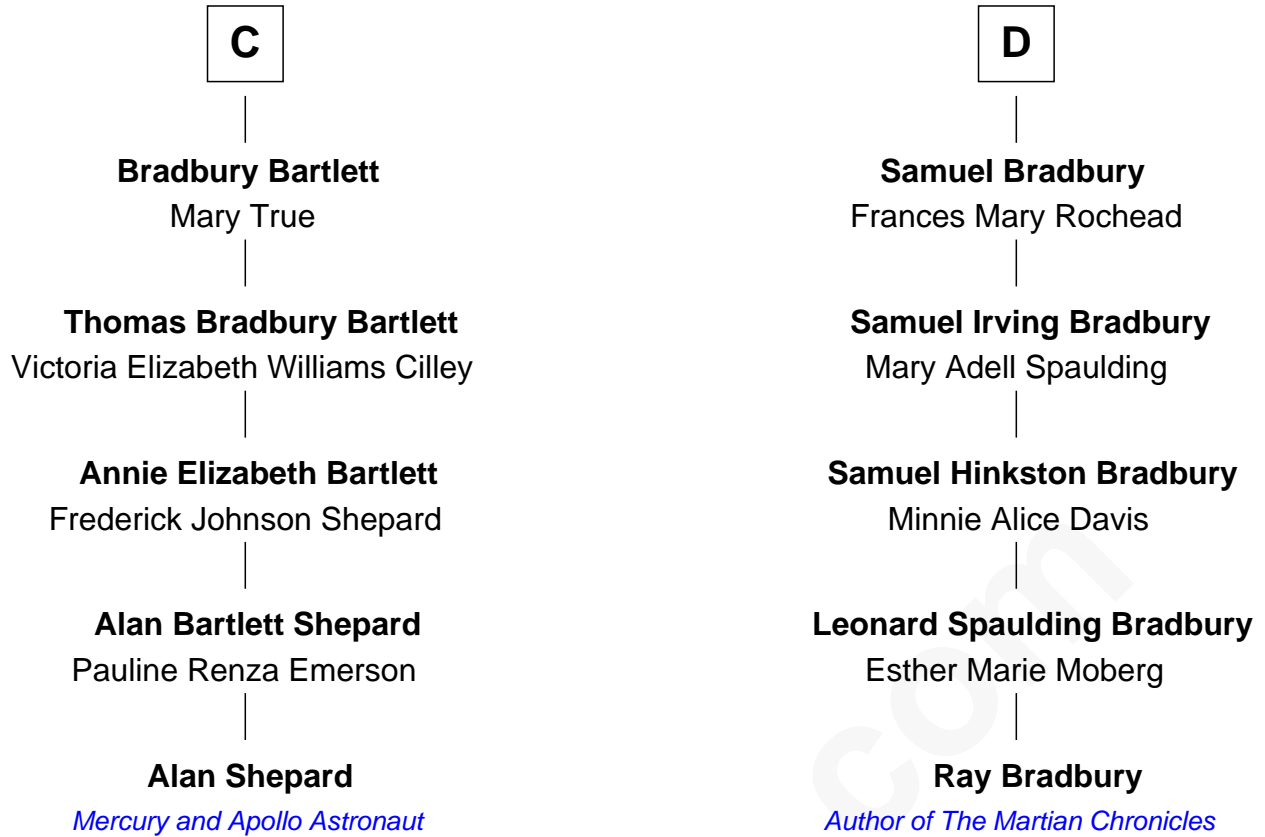 C
Bradbury Bartlett
Mary True
Thomas Bradbury Bartlett
Victoria Elizabeth Williams Cilley
Annie Elizabeth Bartlett
Frederick Johnson Shepard
Alan Bartlett Shepard
Pauline Renza Emerson
Alan Shepard
Mercury and Apollo Astronaut
D
Samuel Bradbury
Frances Mary Rochead
Samuel Irving Bradbury
Mary Adell Spaulding
Samuel Hinkston Bradbury
Minnie Alice Davis
Leonard Spaulding Bradbury
Esther Marie Moberg
Ray Bradbury
Author of The Martian Chronicles
com